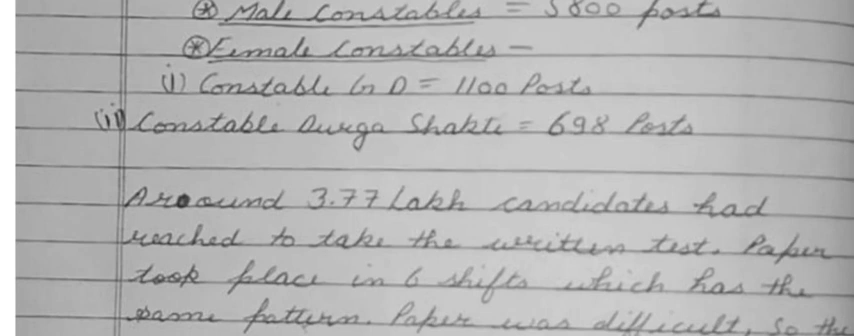 ⊛ Male Constables = 5800 posts
⊛ Female Constables –
(i) Constable Gn D = 1100 Posts
(ii) Constable Durga Shakti = 698 Posts
Aroound 3.77 Lakh candidates had
reached to take the written test. Paper
took place in 6 shifts which has the
same pattern. Paper was difficult, So the